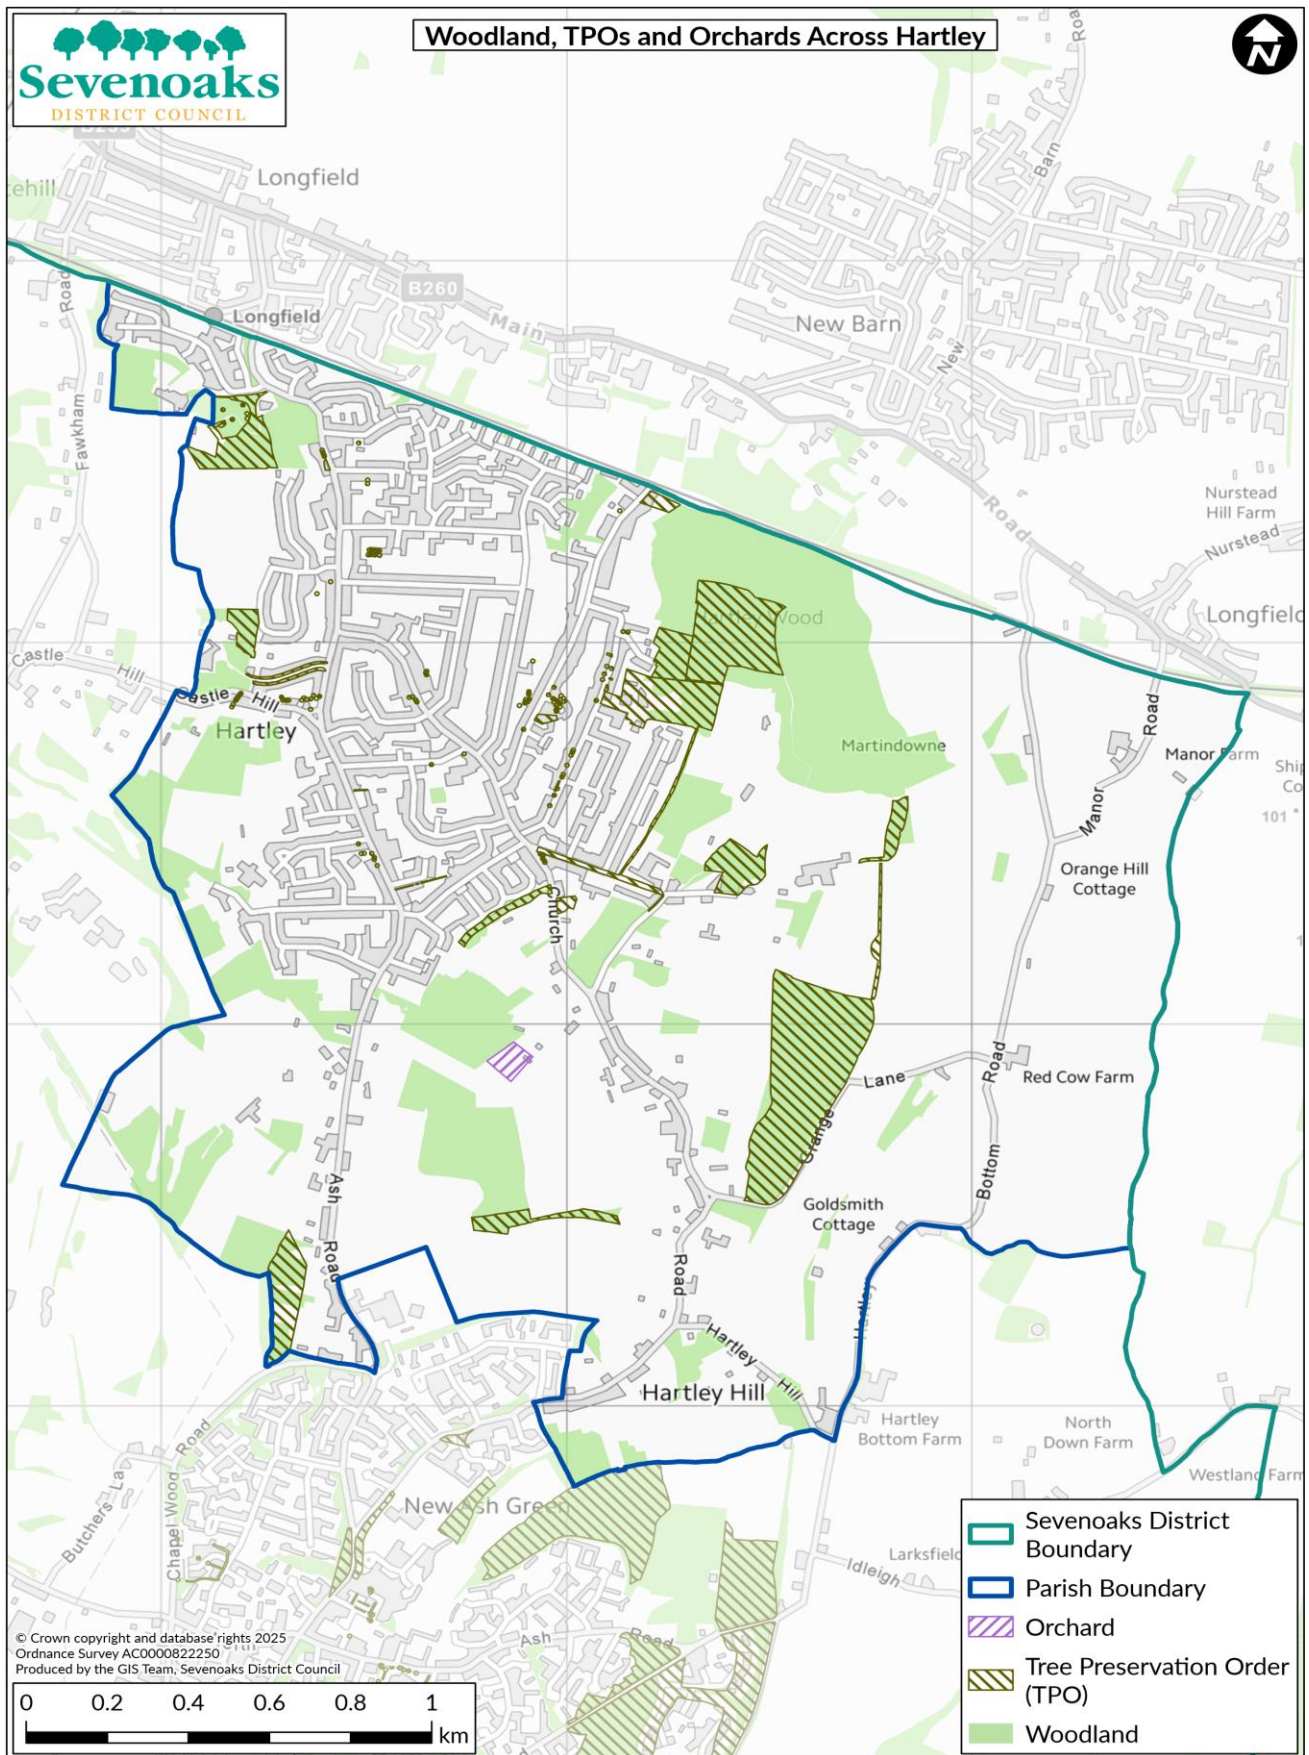 Sevenoaks
DISTRICT COUNCIL
Woodland, TPOs and Orchards Across Hartley
N
Longfield
B260
Longfield
Main
Road
New Barn
New
Barn
Road
Fawkham
Nurstead
Hill Farm
Nurstead
Longfield
Hartley Wood
Castle
Hill
Castle
Hill
Hartley
Martindowne
Road
Manor
Manor Farm
101
Orange Hill
Cottage
Church
Road
Red Cow Farm
Lane
Grange
Bottom
Goldsmith
Cottage
Ash
Road
Road
Hartley
Hartley
Hill
Hartley Hill
Hartley
Bottom Farm
North
Down Farm
Westland Farm
New Ash Green
Road
Chapel Wood
Butchers La
Larksfield
Idleigh
Ash
Road
Sevenoaks District
Boundary
Parish Boundary
Orchard
Tree Preservation Order
(TPO)
Woodland
© Crown copyright and database rights 2025
Ordnance Survey AC0000822250
Produced by the GIS Team, Sevenoaks District Council
0 0.2 0.4 0.6 0.8 1
km